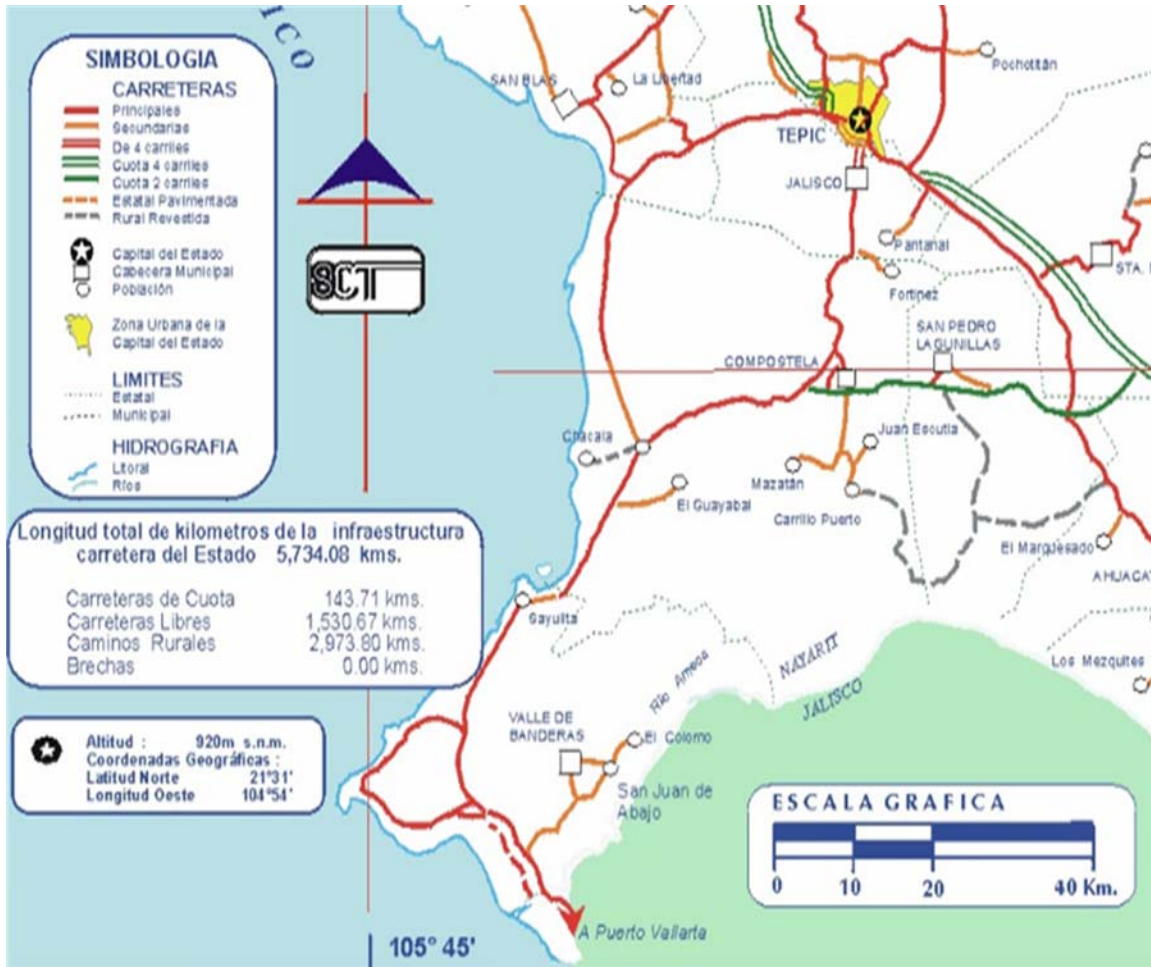 ICO
SIMBOLOGIA
CARRETERAS
Principales
Secundarias
De 4 carriles
Cuota 4 carriles
Cuota 2 carriles
Estatal Pavimentada
Rural Revestida
Capital del Estado
Cabecera Municipal
Población
Zona Urbana de la
Capital del Estado
LIMITES
Estatal
Municipal
HIDROGRAFIA
Litoral
Ríos
SCT
SAN BLAS
La Libertad
Pochotitán
TEPIC
JALISCO
Pantanal
Fortinez
STA.
SAN PEDRO
LAGUNILLAS
COMPOSTELA
Chacala
Juan Escutia
Mazatán
El Guayabal
Carrillo Puerto
El Marquesado
AHUACAT
Longitud total de kilometros de la infraestructura
carretera del Estado 5,734.08 kms.
Carreteras de Cuota 143.71 kms.
Carreteras Libres 1,530.67 kms.
Caminos Rurales 2,973.80 kms.
Brechas 0.00 kms.
Sayulita
Río Ameca
NAYARIT
JALISCO
Los Mezquites
VALLE DE
BANDERAS
El Colomo
San Juan de
Abajo
Altitud : 920m s.n.m.
Coordenadas Geográficas :
Latitud Norte 21°31'
Longitud Oeste 104°54'
ESCALA GRAFICA
0 10 20 40 Km.
A Puerto Vallarta
105° 45'